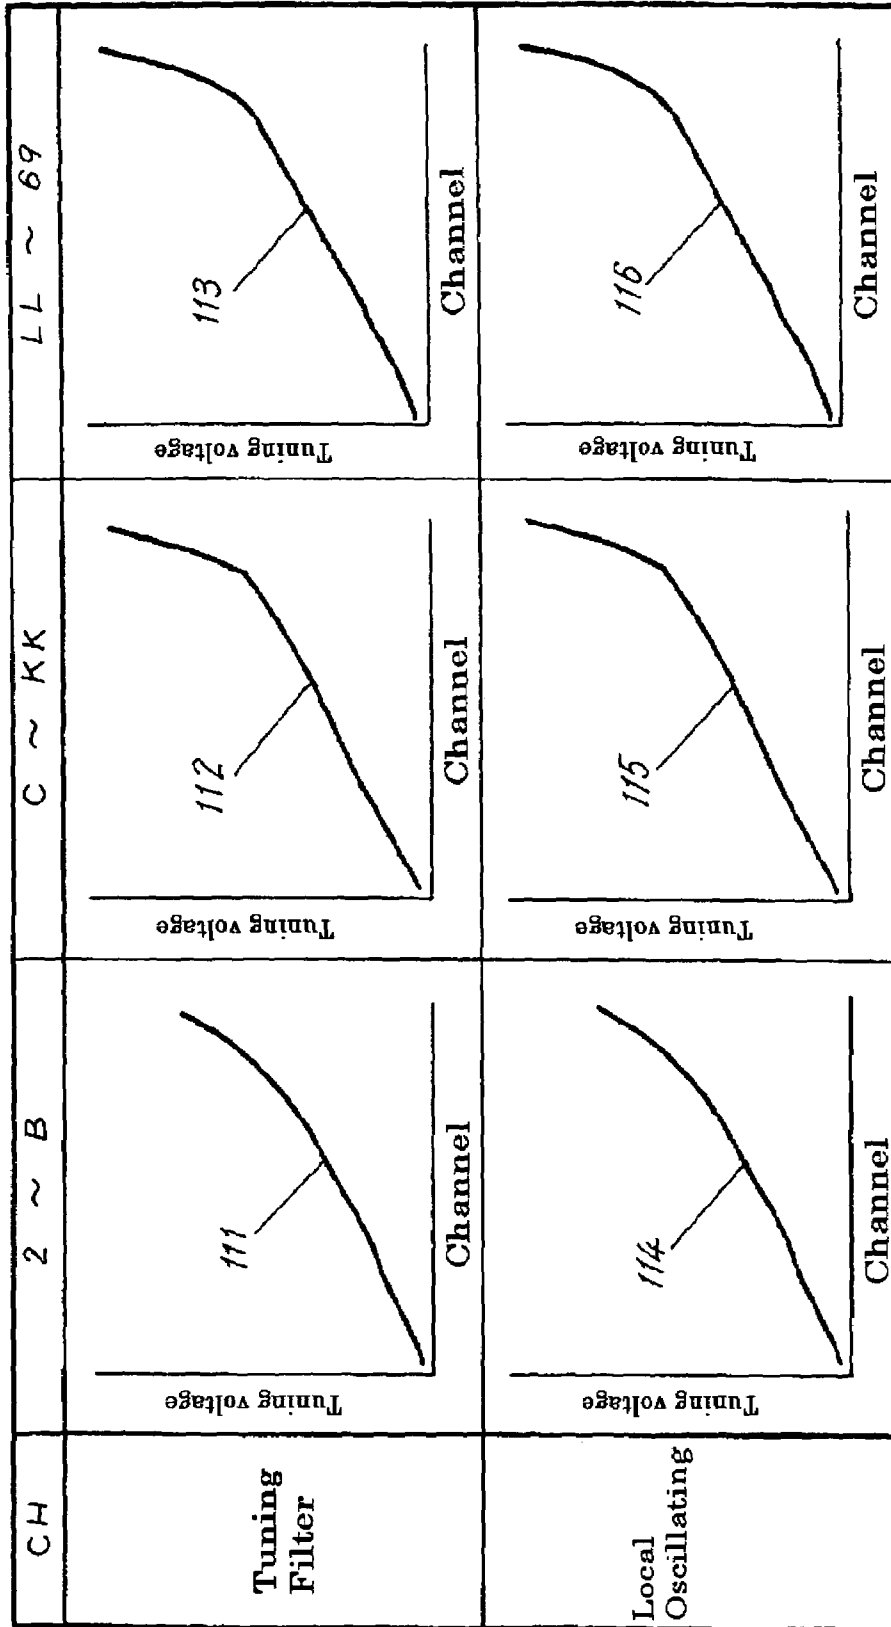 CH
2 ~ B
C ~ KK
LL ~ 69
Tuning
Filter
Tuning voltage
111
Channel
Tuning voltage
112
Channel
Tuning voltage
113
Channel
Local
Oscillating
Tuning voltage
114
Channel
Tuning voltage
115
Channel
Tuning voltage
116
Channel